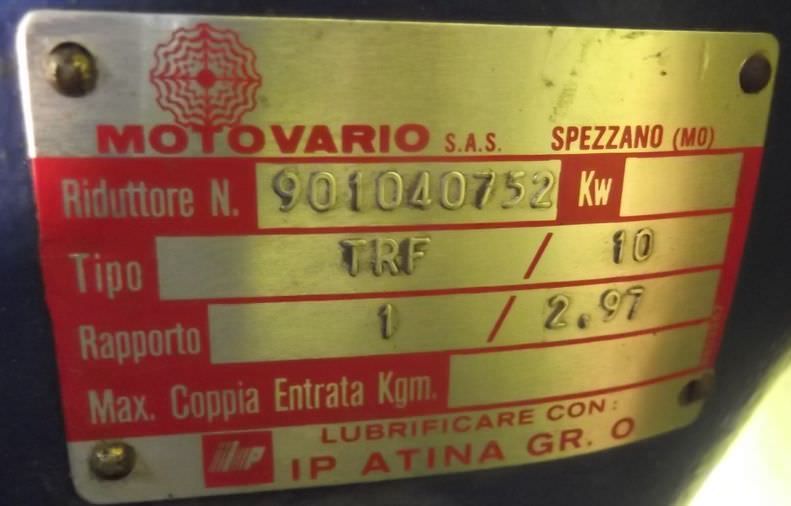 MOTOVARIO S.A.S. SPEZZANO (MO)
Riduttore N. 901040752 Kw
Tipo TRF / 10
Rapporto 1 / 2.97
Max. Coppia Entrata Kgm.
LUBRIFICARE CON:
IP ATINA GR. 0